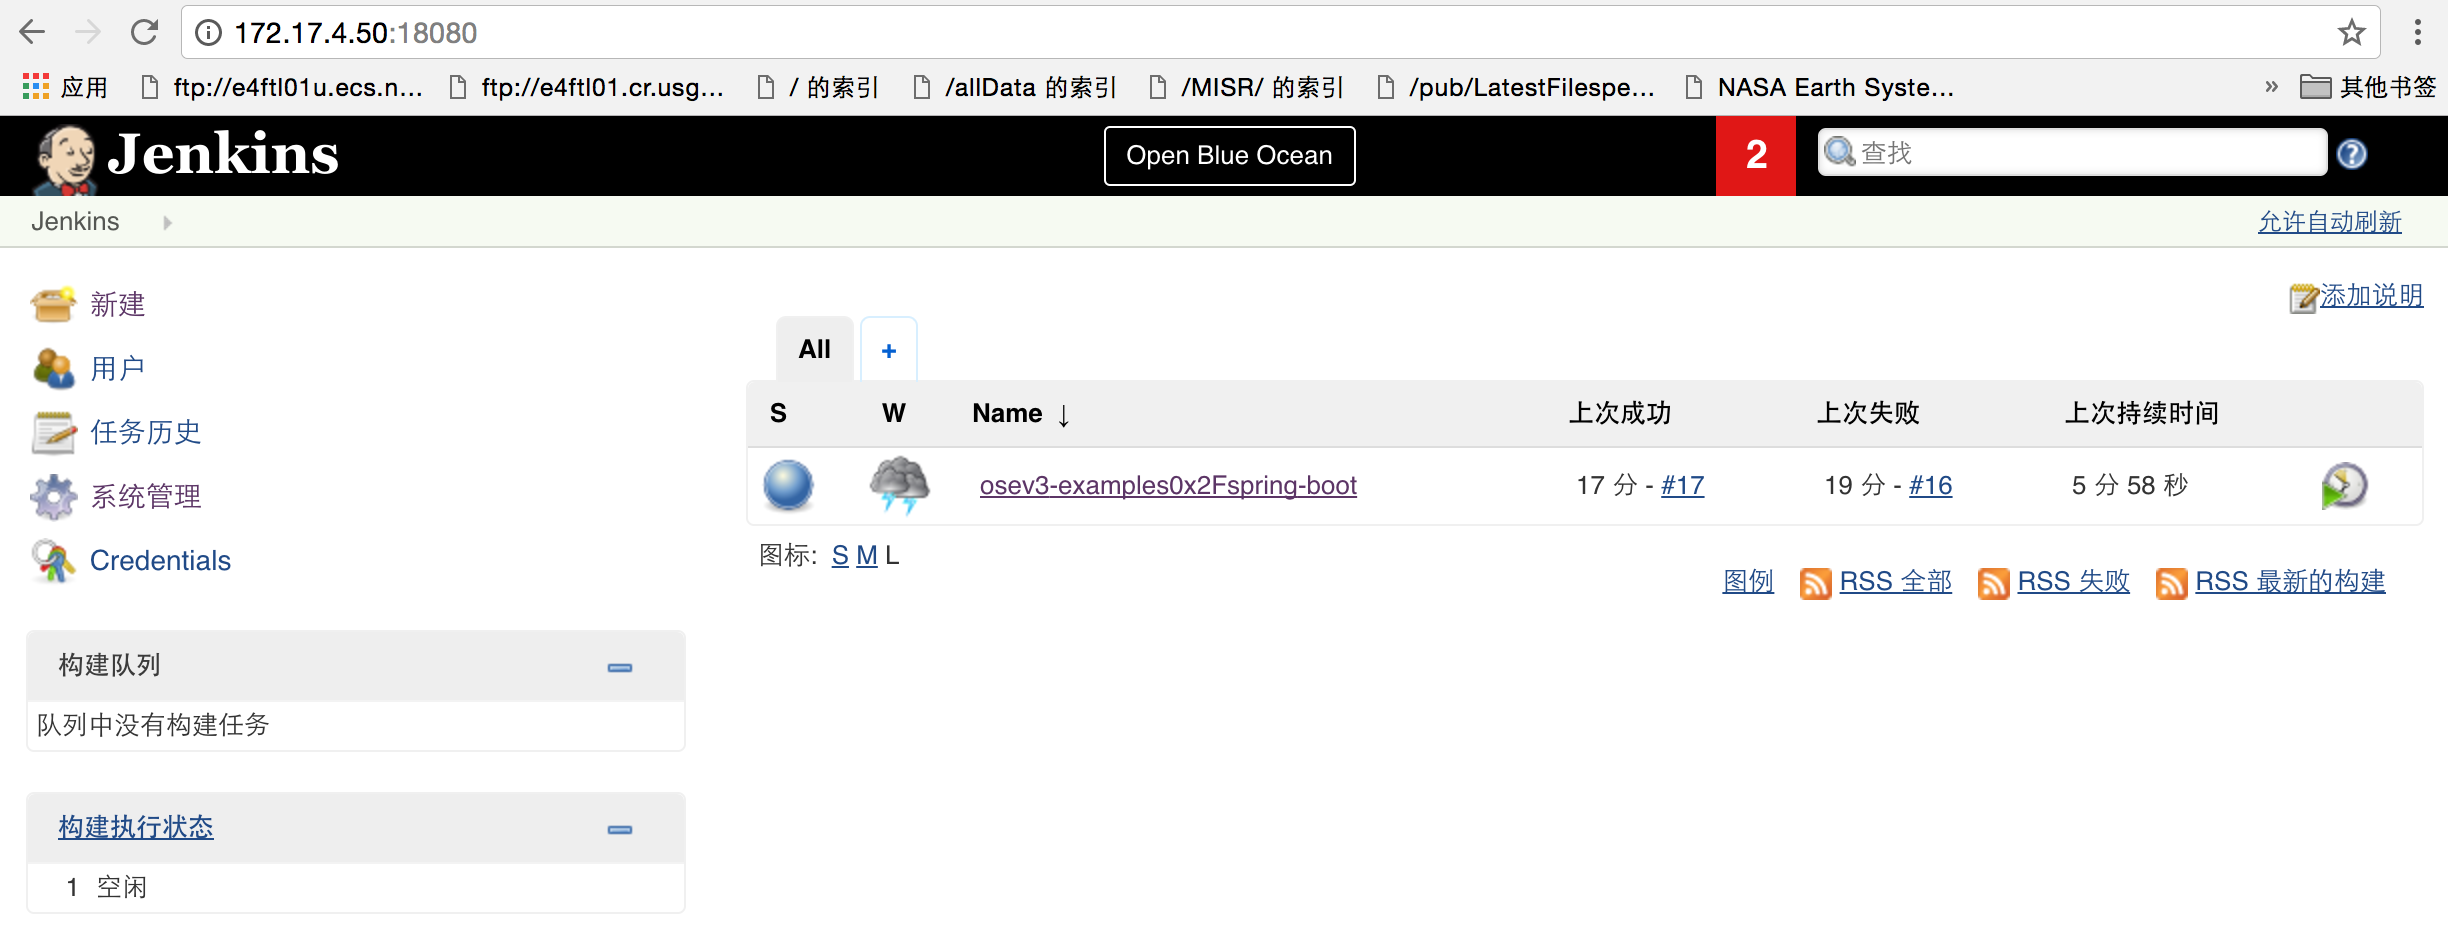 172.17.4.50:18080
应用 ftp://e4ftl01u.ecs.n... ftp://e4ftl01.cr.usg... / 的索引 /allData 的索引 /MISR/ 的索引 /pub/LatestFilespe... NASA Earth Syste... » 其他书签
Jenkins Open Blue Ocean 2 查找
Jenkins 允许自动刷新
添加说明
新建
用户
任务历史
系统管理
Credentials
All +
S W Name ↓ 上次成功 上次失败 上次持续时间
osev3-examples0x2Fspring-boot 17 分 - #17 19 分 - #16 5 分 58 秒
图标: S M L
图例 RSS 全部 RSS 失败 RSS 最新的构建
构建队列
队列中没有构建任务
构建执行状态
1 空闲